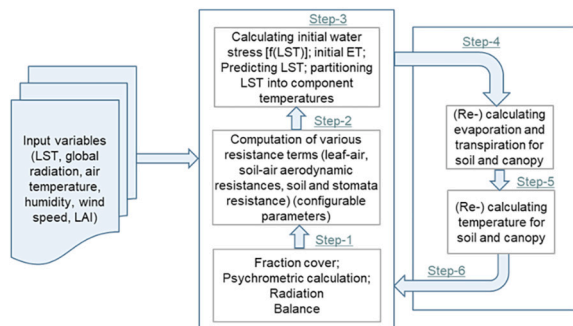 Input variables
(LST, global
radiation, air
temperature,
humidity, wind
speed, LAI)
Step-3
Calculating initial water
stress [f(LST)]; initial ET;
Predicting LST; partitioning
LST into component
temperatures
Step-2
Computation of various
resistance terms (leaf-air,
soil-air aerodynamic
resistances, soil and stomata
resistance) (configurable
parameters)
Step-1
Fraction cover;
Psychrometric calculation;
Radiation
Balance
Step-4
(Re-) calculating
evaporation and
transpiration for
soil and canopy
Step-5
(Re-) calculating
temperature for
soil and canopy
Step-6